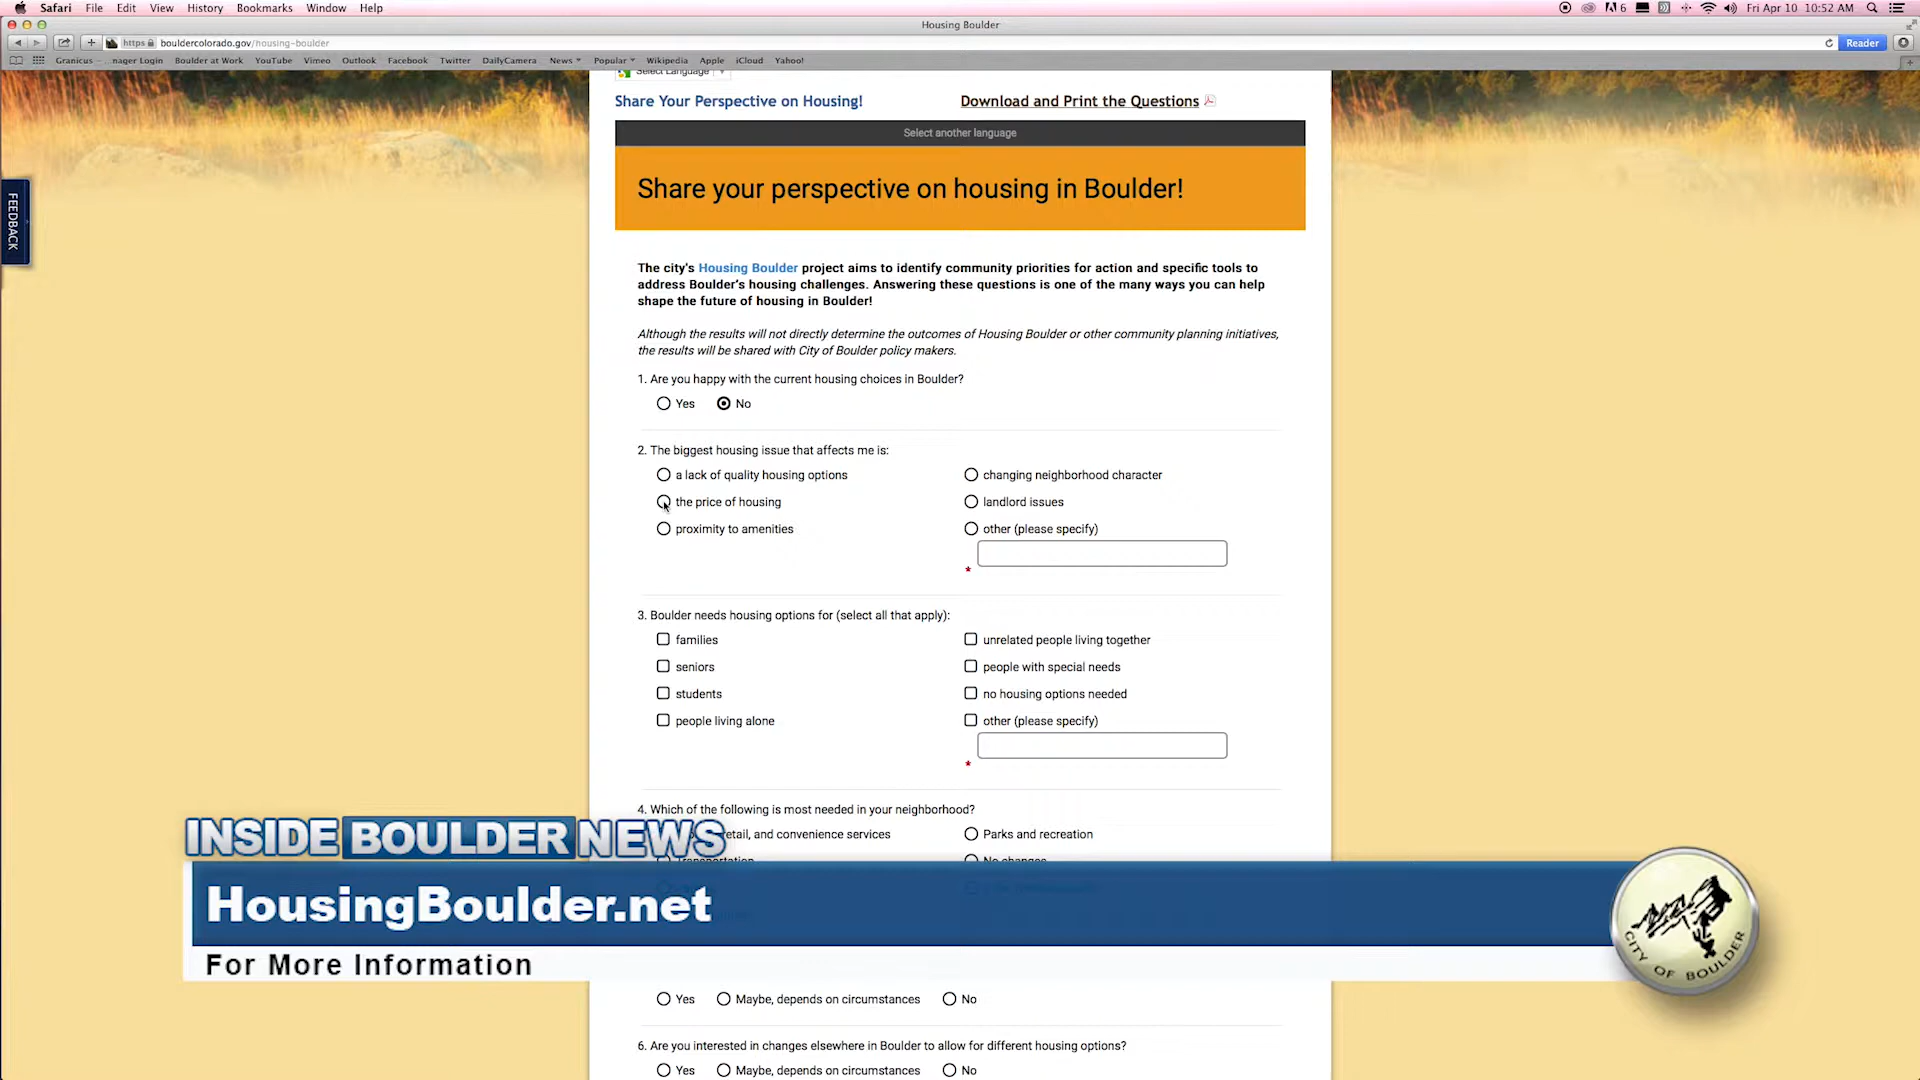 Safari File Edit View History Bookmarks Window Help
6 Fri Apr 10 10:52 AM
Housing Boulder
https bouldercolorado.gov/housing-boulder
Reader
Granicus ...nager Login Boulder at Work YouTube Vimeo Outlook Facebook Twitter DailyCamera News Popular Wikipedia Apple iCloud Yahoo!
Select Language
Share Your Perspective on Housing! Download and Print the Questions
Select another language
Share your perspective on housing in Boulder!
FEEDBACK
The city's Housing Boulder project aims to identify community priorities for action and specific tools to
address Boulder's housing challenges. Answering these questions is one of the many ways you can help
shape the future of housing in Boulder!
Although the results will not directly determine the outcomes of Housing Boulder or other community planning initiatives,
the results will be shared with City of Boulder policy makers.
1. Are you happy with the current housing choices in Boulder?
Yes No
2. The biggest housing issue that affects me is:
a lack of quality housing options changing neighborhood character
the price of housing landlord issues
proximity to amenities other (please specify)
*
3. Boulder needs housing options for (select all that apply):
families unrelated people living together
seniors people with special needs
students no housing options needed
people living alone other (please specify)
*
4. Which of the following is most needed in your neighborhood?
retail, and convenience services Parks and recreation
Transportation No changes
INSIDE BOULDER NEWS
HousingBoulder.net
For More Information
CITY OF BOULDER
Yes Maybe, depends on circumstances No
6. Are you interested in changes elsewhere in Boulder to allow for different housing options?
Yes Maybe, depends on circumstances No